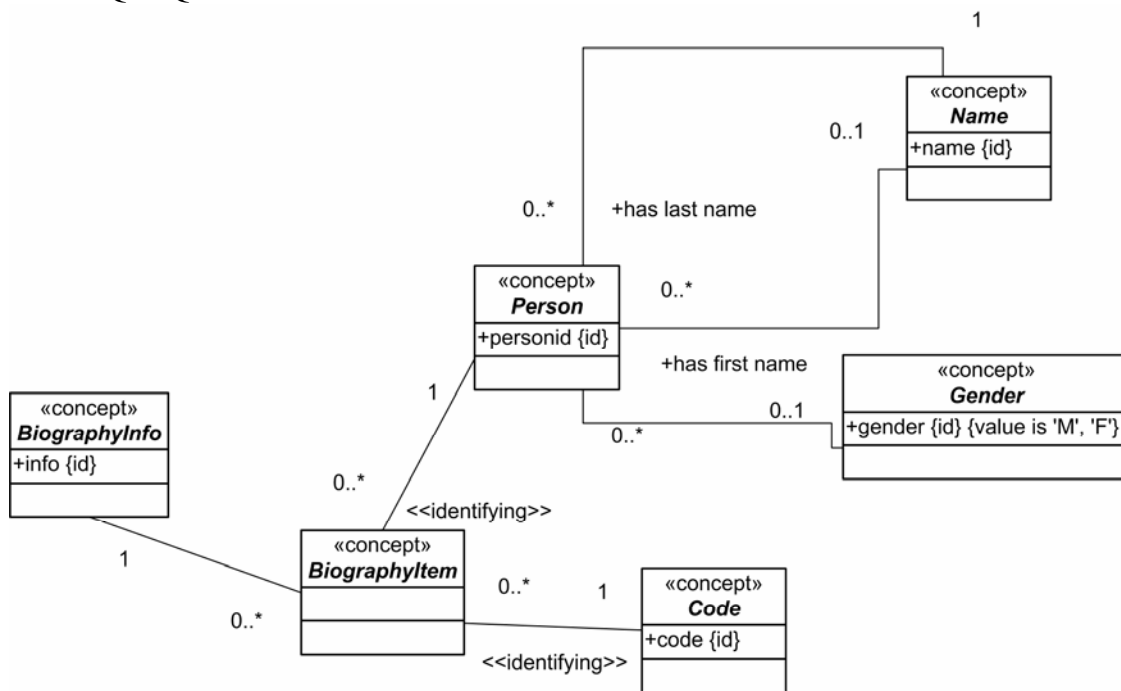 1
«concept»
Name
+name {id}
0..1
0..*
+has last name
«concept»
Person
+personid {id}
0..*
+has first name
1
0..1
0..*
«concept»
Gender
+gender {id} {value is 'M', 'F'}
«concept»
BiographyInfo
+info {id}
0..*
<<identifying>>
1
«concept»
BiographyItem
0..*
0..*
1
«concept»
Code
+code {id}
<<identifying>>